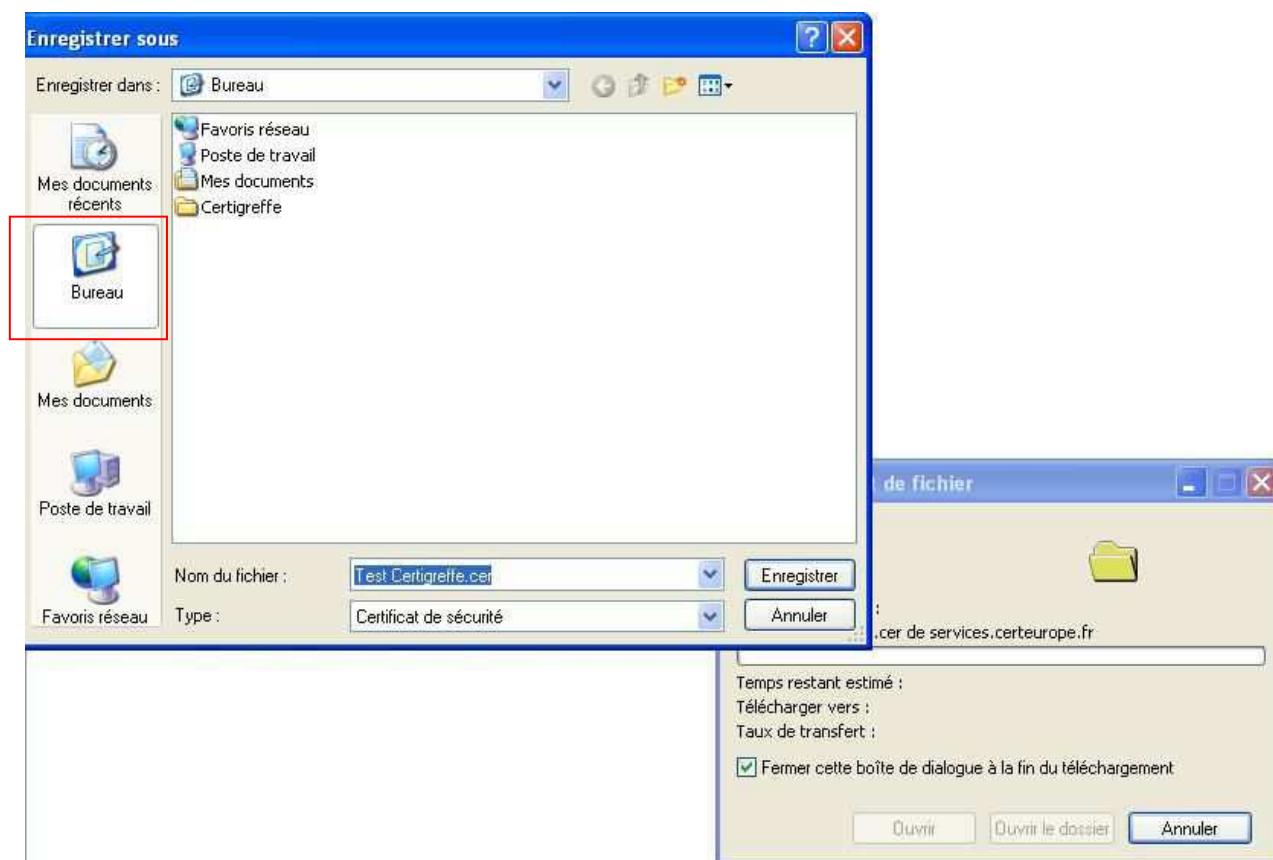 Enregistrer sous
Enregistrer dans :
Bureau
Mes documents
récents
Bureau
Mes documents
Poste de travail
Favoris réseau
Favoris réseau
Poste de travail
Mes documents
Certigreffe
Nom du fichier :
Test Certigreffe.cer
Enregistrer
Type :
Certificat de sécurité
Annuler
de fichier
:
.cer de services.certeurope.fr
Temps restant estimé :
Télécharger vers :
Taux de transfert :
Fermer cette boîte de dialogue à la fin du téléchargement
Ouvrir
Ouvrir le dossier
Annuler